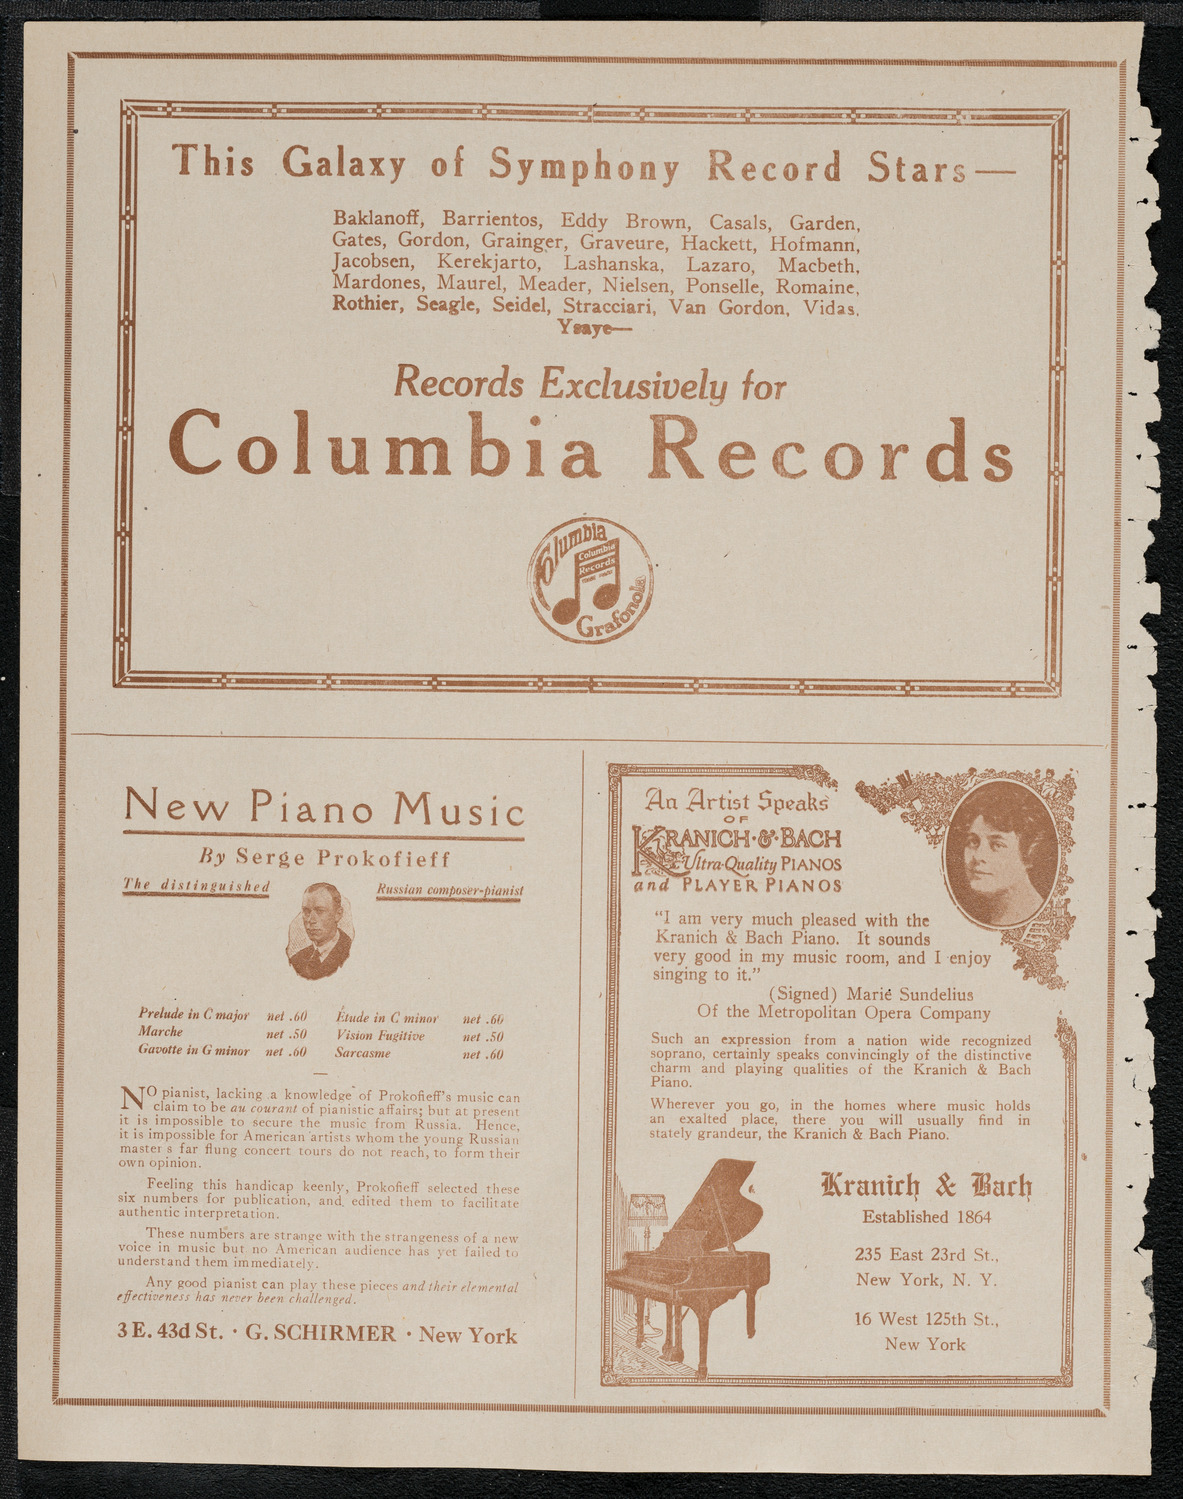 This Galaxy of Symphony Record Stars—
Baklanoff, Barrientos, Eddy Brown, Casals, Garden,
Gates, Gordon, Grainger, Graveure, Hackett, Hofmann,
Jacobsen, Kerekjarto, Lashanska, Lazaro, Macbeth,
Mardones, Maurel, Meader, Nielsen, Ponselle, Romaine,
Rothier, Seagle, Seidel, Stracciari, Van Gordon, Vidas,
Ysaye—
Records Exclusively for
Columbia Records
Columbia
Columbia
Records
Grafonola
New Piano Music
By Serge Prokofieff
The distinguished Russian composer-pianist
Prelude in C major net .60 Etude in C minor net .60
Marche net .50 Vision Fugitive net .50
Gavotte in G minor net .60 Sarcasme net .60
NO pianist, lacking a knowledge of Prokofieff's music can
claim to be au courant of pianistic affairs; but at present
it is impossible to secure the music from Russia. Hence,
it is impossible for American artists whom the young Russian
master s far flung concert tours do not reach, to form their
own opinion.
Feeling this handicap keenly, Prokofieff selected these
six numbers for publication, and, edited them to facilitate
authentic interpretation.
These numbers are strange with the strangeness of a new
voice in music but no American audience has yet failed to
understand them immediately.
Any good pianist can play these pieces and their elemental
effectiveness has never been challenged.
3 E. 43d St. · G. SCHIRMER · New York
An Artist Speaks
OF
KRANICH·&·BACH
Ultra-Quality PIANOS
and PLAYER PIANOS
"I am very much pleased with the
Kranich & Bach Piano. It sounds
very good in my music room, and I enjoy
singing to it."
(Signed) Marie Sundelius
Of the Metropolitan Opera Company
Such an expression from a nation wide recognized
soprano, certainly speaks convincingly of the distinctive
charm and playing qualities of the Kranich & Bach
Piano.
Wherever you go, in the homes where music holds
an exalted place, there you will usually find in
stately grandeur, the Kranich & Bach Piano.
Kranich & Bach
Established 1864
235 East 23rd St.,
New York, N. Y.
16 West 125th St.,
New York